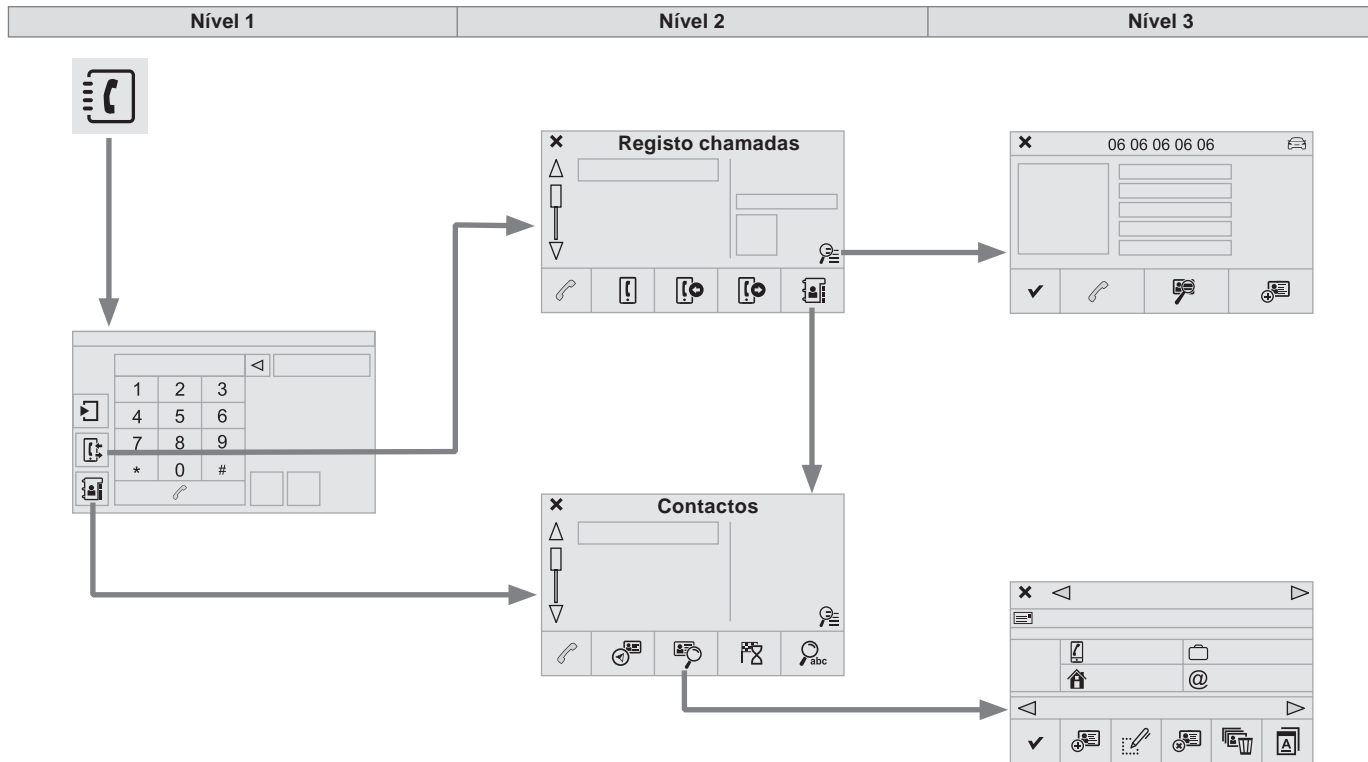 Nível 1 Nível 2 Nível 3
Registo chamadas
06 06 06 06 06
1 2 3
4 5 6
7 8 9
* 0 #
Contactos
abc
@
A